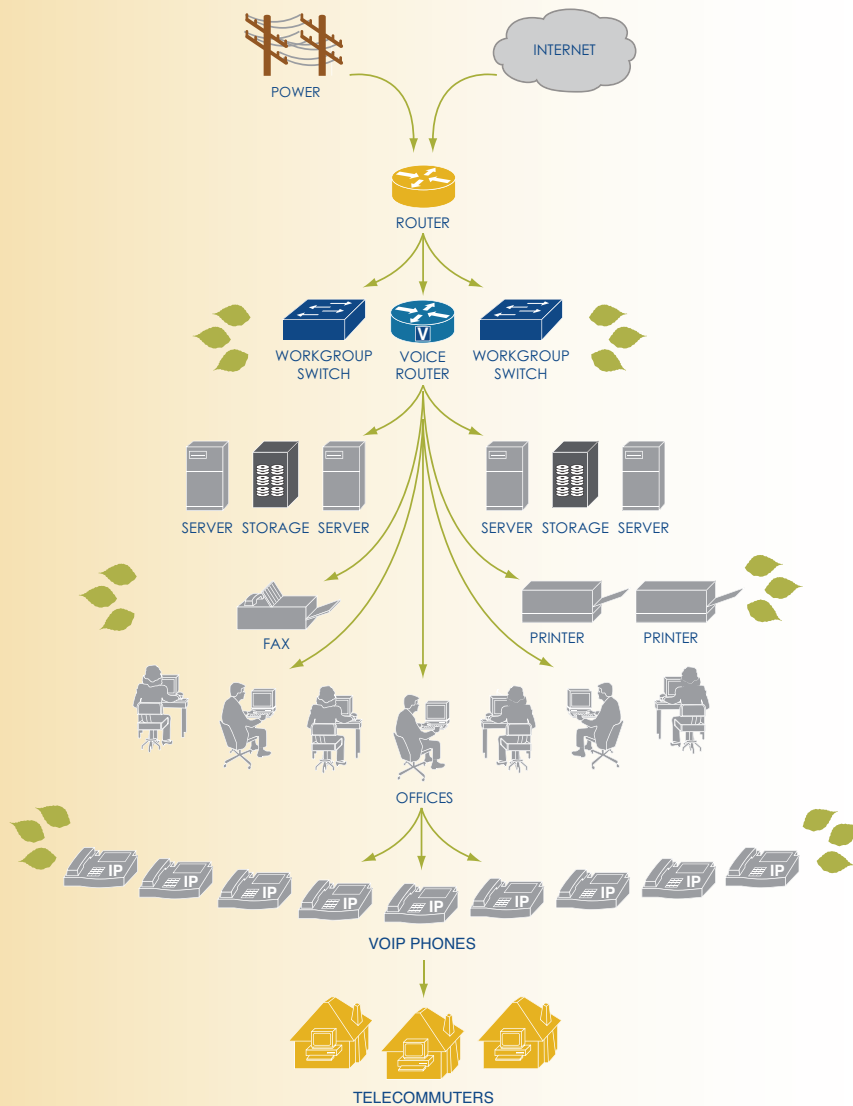 INTERNET
POWER
ROUTER
WORKGROUP
SWITCH
V
VOICE
ROUTER
WORKGROUP
SWITCH
SERVER
STORAGE
SERVER
SERVER
STORAGE
SERVER
FAX
PRINTER
PRINTER
OFFICES
IP
IP
IP
IP
IP
IP
IP
IP
IP
VOIP PHONES
TELECOMMUTERS